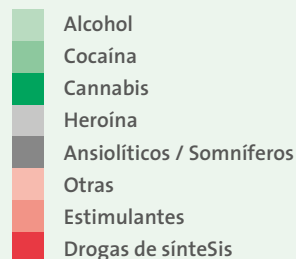 Alcohol
Cocaína
Cannabis
Heroína
Ansiolíticos / Somníferos
Otras
Estimulantes
Drogas de sínteSis